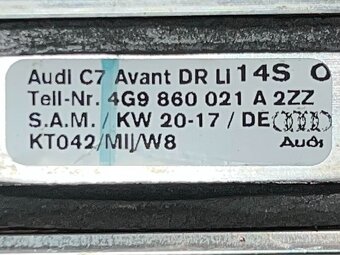 Audi C7 Avant DR LI 14S O
Tell-Nr. 4G9 860 021 A 2ZZ
S.A.M. / KW 20-17 / DE
KT042/MIJ/W8
Audi